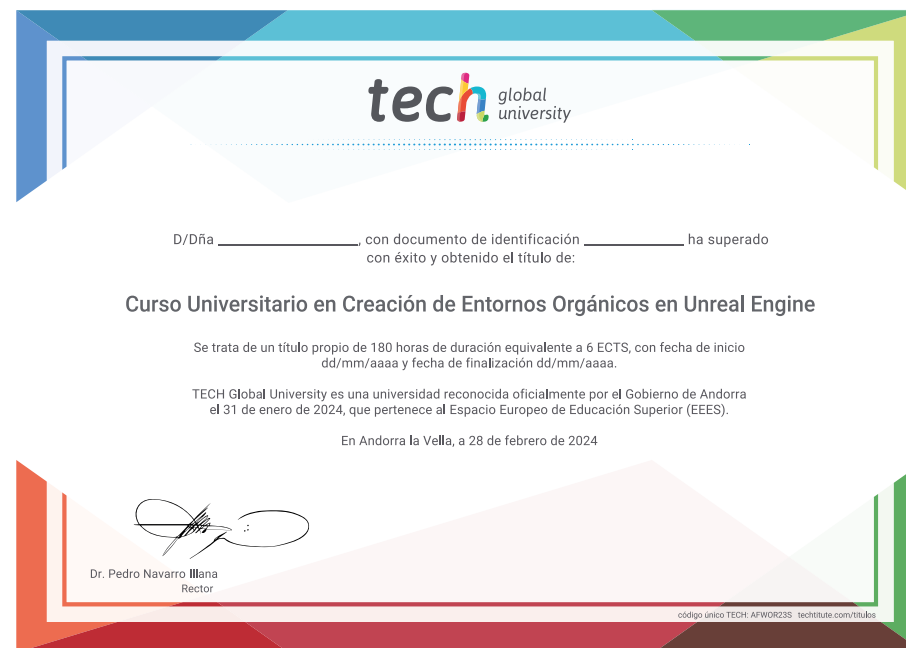 tech global university
D/Dña ______________, con documento de identificación __________ ha superado
con éxito y obtenido el título de:
Curso Universitario en Creación de Entornos Orgánicos en Unreal Engine
Se trata de un título propio de 180 horas de duración equivalente a 6 ECTS, con fecha de inicio
dd/mm/aaaa y fecha de finalización dd/mm/aaaa.
TECH Global University es una universidad reconocida oficialmente por el Gobierno de Andorra
el 31 de enero de 2024, que pertenece al Espacio Europeo de Educación Superior (EEES).
En Andorra la Vella, a 28 de febrero de 2024
Dr. Pedro Navarro Illana
Rector
código único TECH: AFWOR23S techtitute.com/titulos